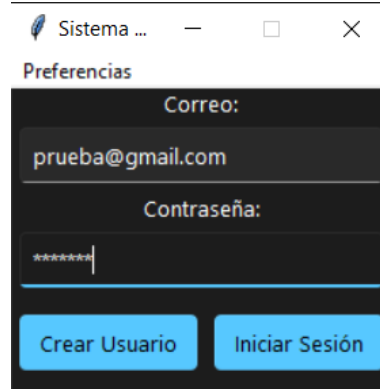 Sistema ...
Preferencias
Correo:
prueba@gmail.com
Contraseña:
*******
Crear Usuario Iniciar Sesión